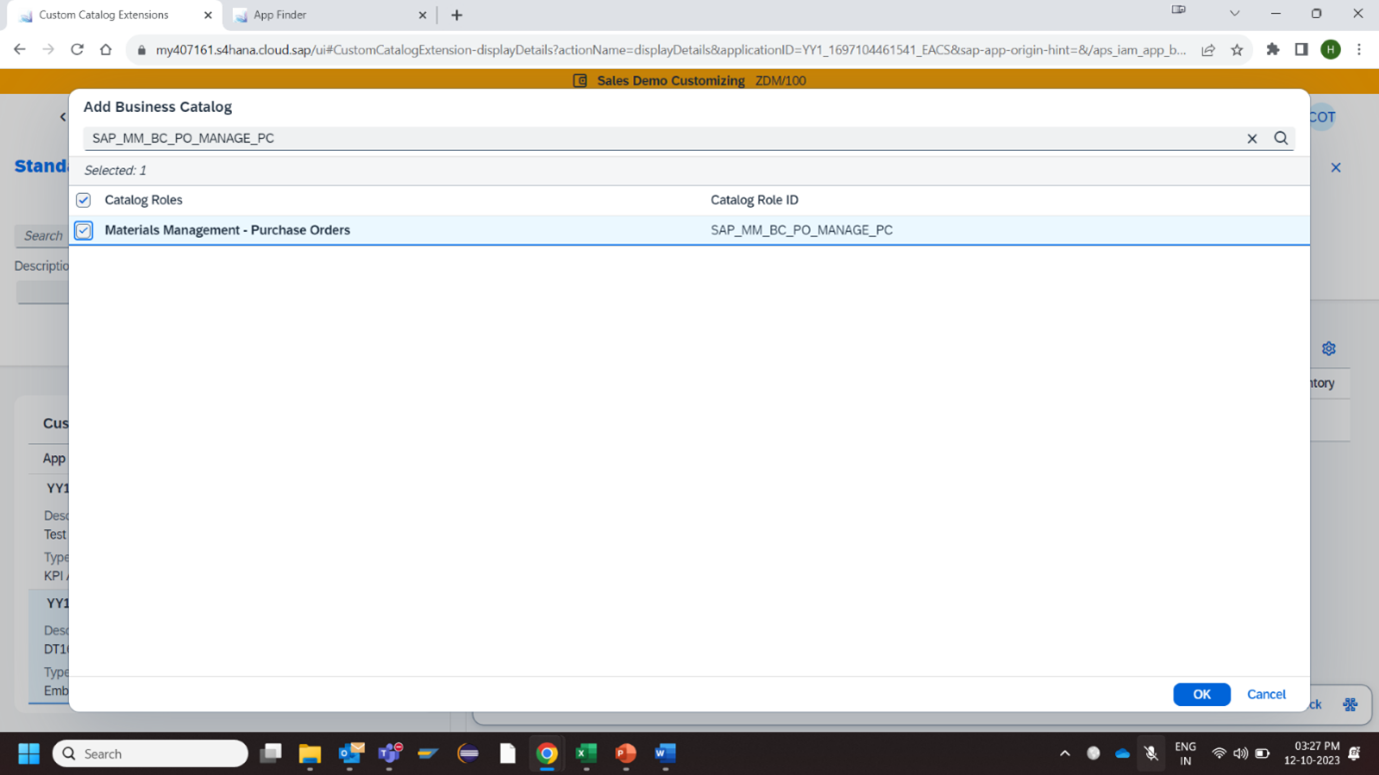 Custom Catalog Extensions
App Finder
my407161.s4hana.cloud.sap/ui#CustomCatalogExtension-displayDetails?actionName=displayDetails&applicationID=YY1_1697104461541_EACS&sap-app-origin-hint=&/aps_iam_app_b...
H
Sales Demo Customizing ZDM/100
Add Business Catalog
COT
SAP_MM_BC_PO_MANAGE_PC
Standa
Selected: 1
Catalog Roles Catalog Role ID
Materials Management - Purchase Orders SAP_MM_BC_PO_MANAGE_PC
Search
Descriptio
ntory
Cus
App
YY1
Desc
Test
Type
KPI
YY1
Desc
DT1
Type
Emb
OK Cancel
ck
Search
ENG
IN
03:27 PM
12-10-2023